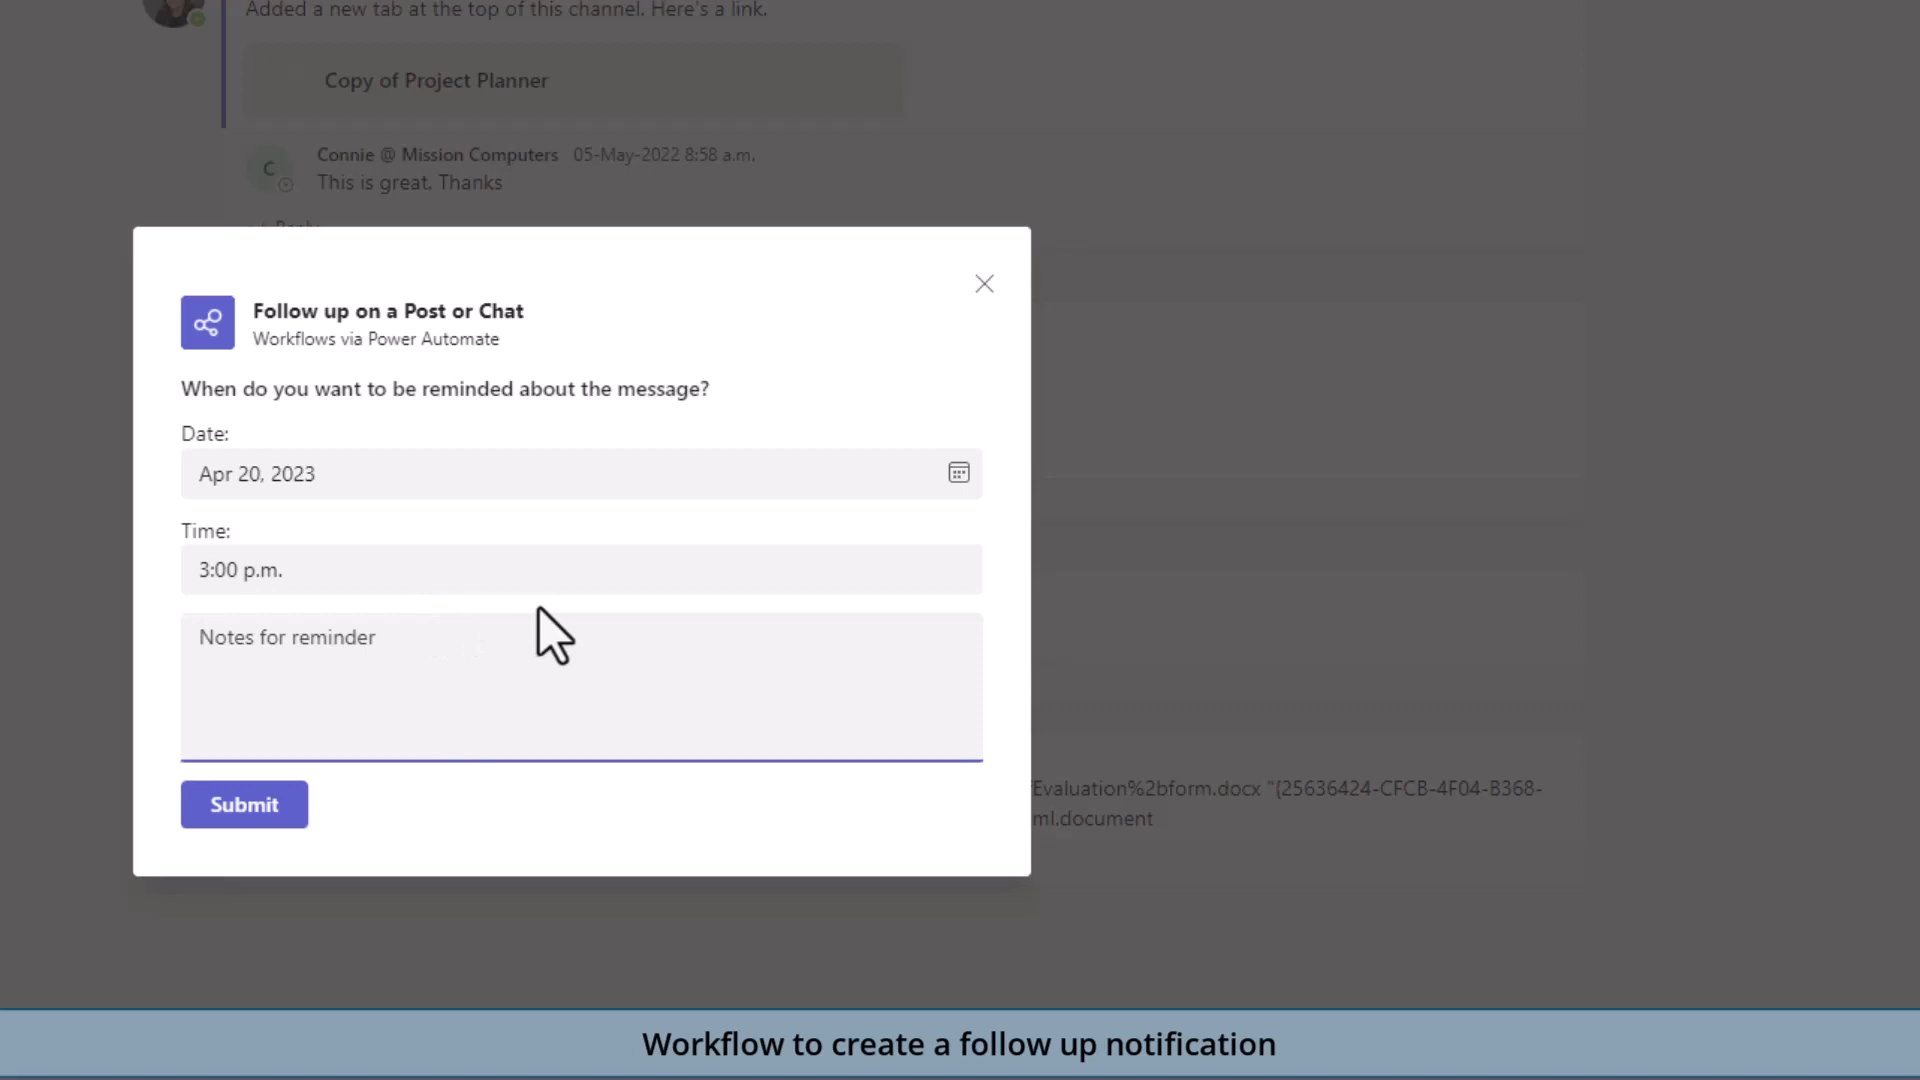 Added a new tab at the top of this channel. Here's a link.
Copy of Project Planner
C
Connie @ Mission Computers 05-May-2022 8:58 a.m.
This is great. Thanks
Reply
Follow up on a Post or Chat
Workflows via Power Automate
When do you want to be reminded about the message?
Date:
Apr 20, 2023
Time:
3:00 p.m.
Notes for reminder
Submit
Evaluation%2bform.docx "{25636424-CFCB-4F04-B368-
ml.document
Workflow to create a follow up notification